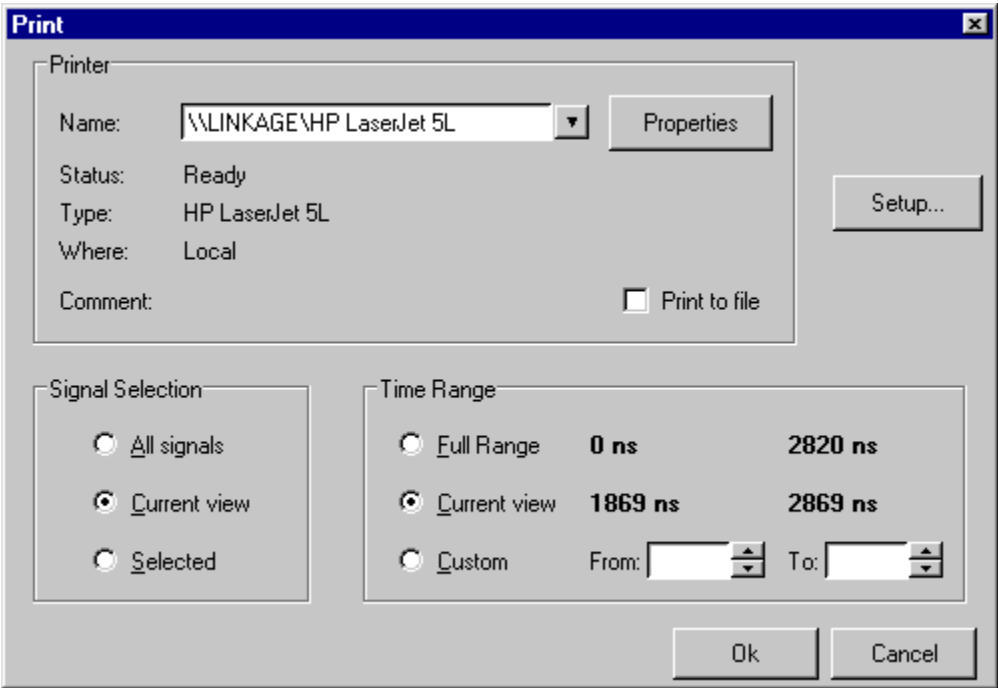 Print
Printer
Name: \\LINKAGE\HP LaserJet 5L Properties
Status: Ready
Type: HP LaserJet 5L
Where: Local
Setup...
Comment: Print to file
Signal Selection
All signals
Current view
Selected
Time Range
Full Range 0 ns 2820 ns
Current view 1869 ns 2869 ns
Custom From: To:
Ok Cancel